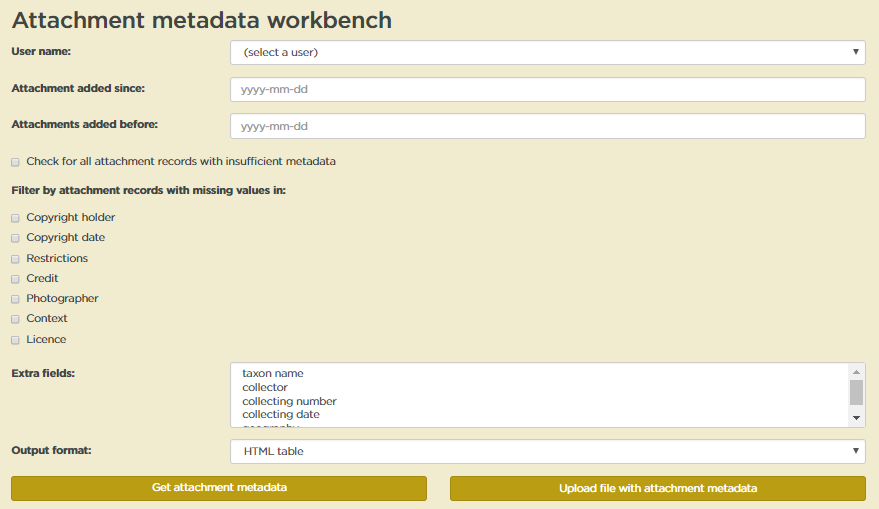 Attachment metadata workbench
User name: (select a user)
Attachment added since: yyyy-mm-dd
Attachments added before: yyyy-mm-dd
Check for all attachment records with insufficient metadata
Filter by attachment records with missing values in:
Copyright holder
Copyright date
Restrictions
Credit
Photographer
Context
Licence
Extra fields: taxon name
collector
collecting number
collecting date
Output format: HTML table
Get attachment metadata Upload file with attachment metadata